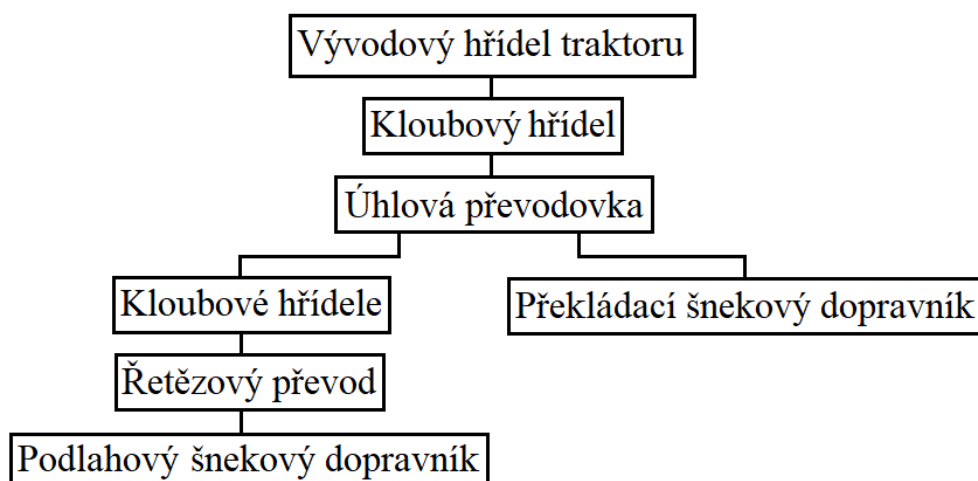 Vývodový hřídel traktoru
Kloubový hřídel
Úhlová převodovka
Kloubové hřídele
Překládací šnekový dopravník
Řetězový převod
Podlahový šnekový dopravník